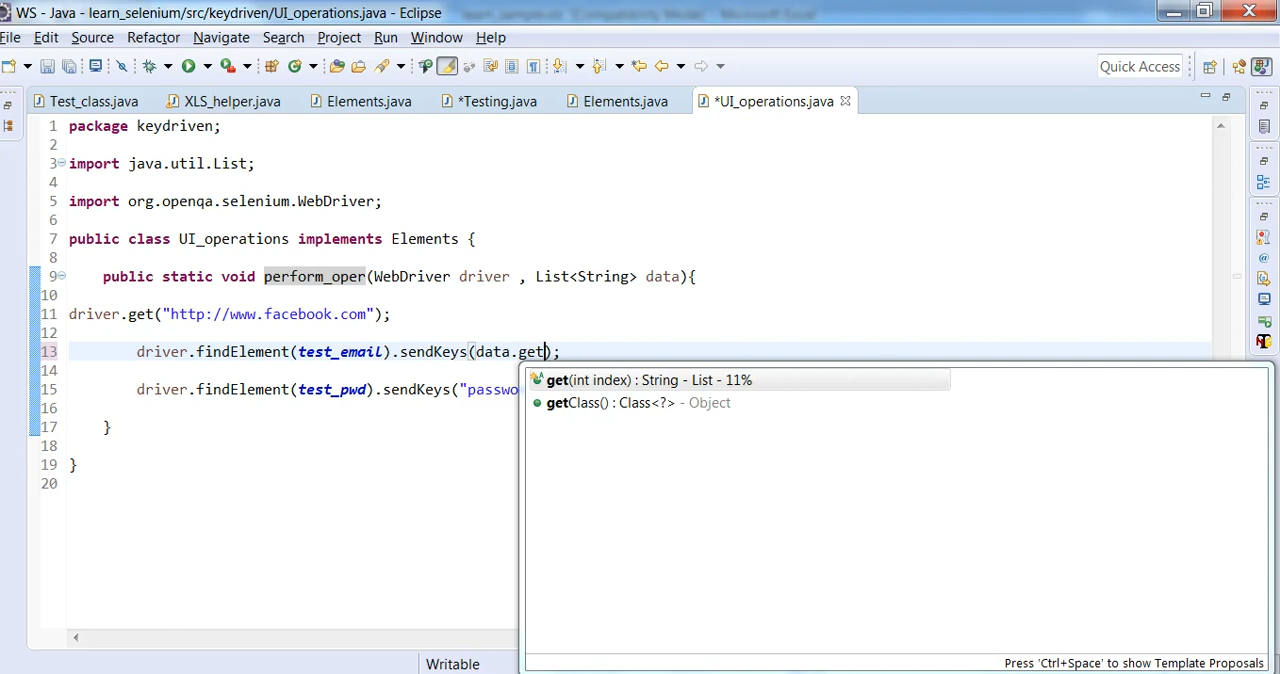 WS - Java - learn_selenium/src/keydriven/UI_operations.java - Eclipse
File Edit Source Refactor Navigate Search Project Run Window Help
Quick Access
Test_class.java XLS_helper.java Elements.java *Testing.java Elements.java *UI_operations.java
1 package keydriven;
2
3 import java.util.List;
4
5 import org.openqa.selenium.WebDriver;
6
7 public class UI_operations implements Elements {
8
9 public static void perform_oper(WebDriver driver , List<String> data){
10
11 driver.get("http://www.facebook.com");
12
13 driver.findElement(test_email).sendKeys(data.get);
14
get(int index) : String - List - 11%
15 driver.findElement(test_pwd).sendKeys("passwo
getClass() : Class<?> - Object
16
17 }
18
19 }
20
Writable
Press 'Ctrl+Space' to show Template Proposals